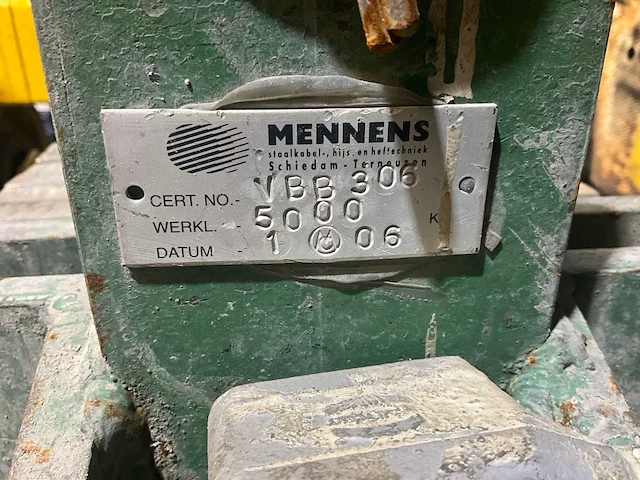 MENNENS
staalkabel-, hijs- en heftechniek
Schiedam - Terneuzen
CERT. NO.- VBB 306
WERKL. - 5000 K
DATUM - 1 06